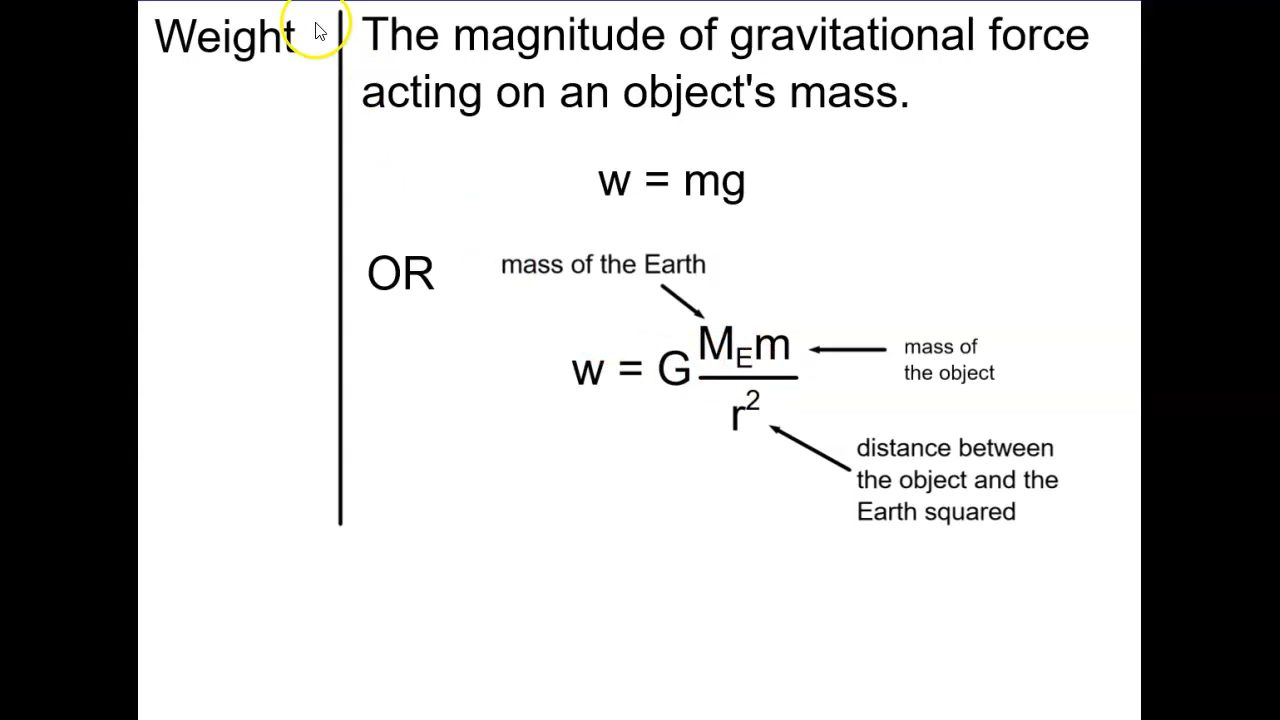 Weight
The magnitude of gravitational force
acting on an object's mass.
w = mg
OR
mass of the Earth
w = G M_E m / r²
mass of
the object
distance between
the object and the
Earth squared